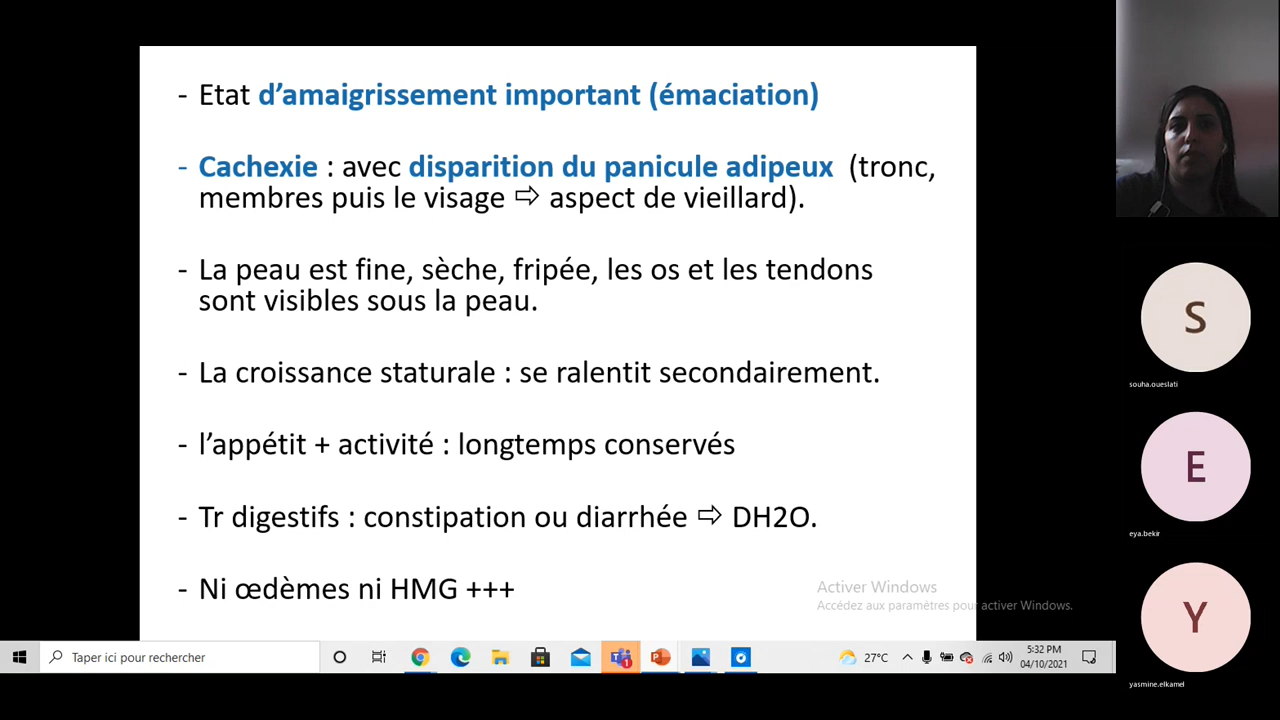 - Etat d'amaigrissement important (émaciation)
- Cachexie : avec disparition du panicule adipeux (tronc,
membres puis le visage ⇨ aspect de vieillard).
- La peau est fine, sèche, fripée, les os et les tendons
sont visibles sous la peau.
- La croissance staturale : se ralentit secondairement.
- l'appétit + activité : longtemps conservés
- Tr digestifs : constipation ou diarrhée ⇨ DH2O.
- Ni œdèmes ni HMG +++
Activer Windows
Accédez aux paramètres pour activer Windows.
Taper ici pour rechercher
1
27°C
5:32 PM
04/10/2021
S
souha.oueslati
E
eya.bekir
Y
yasmine.elkamel